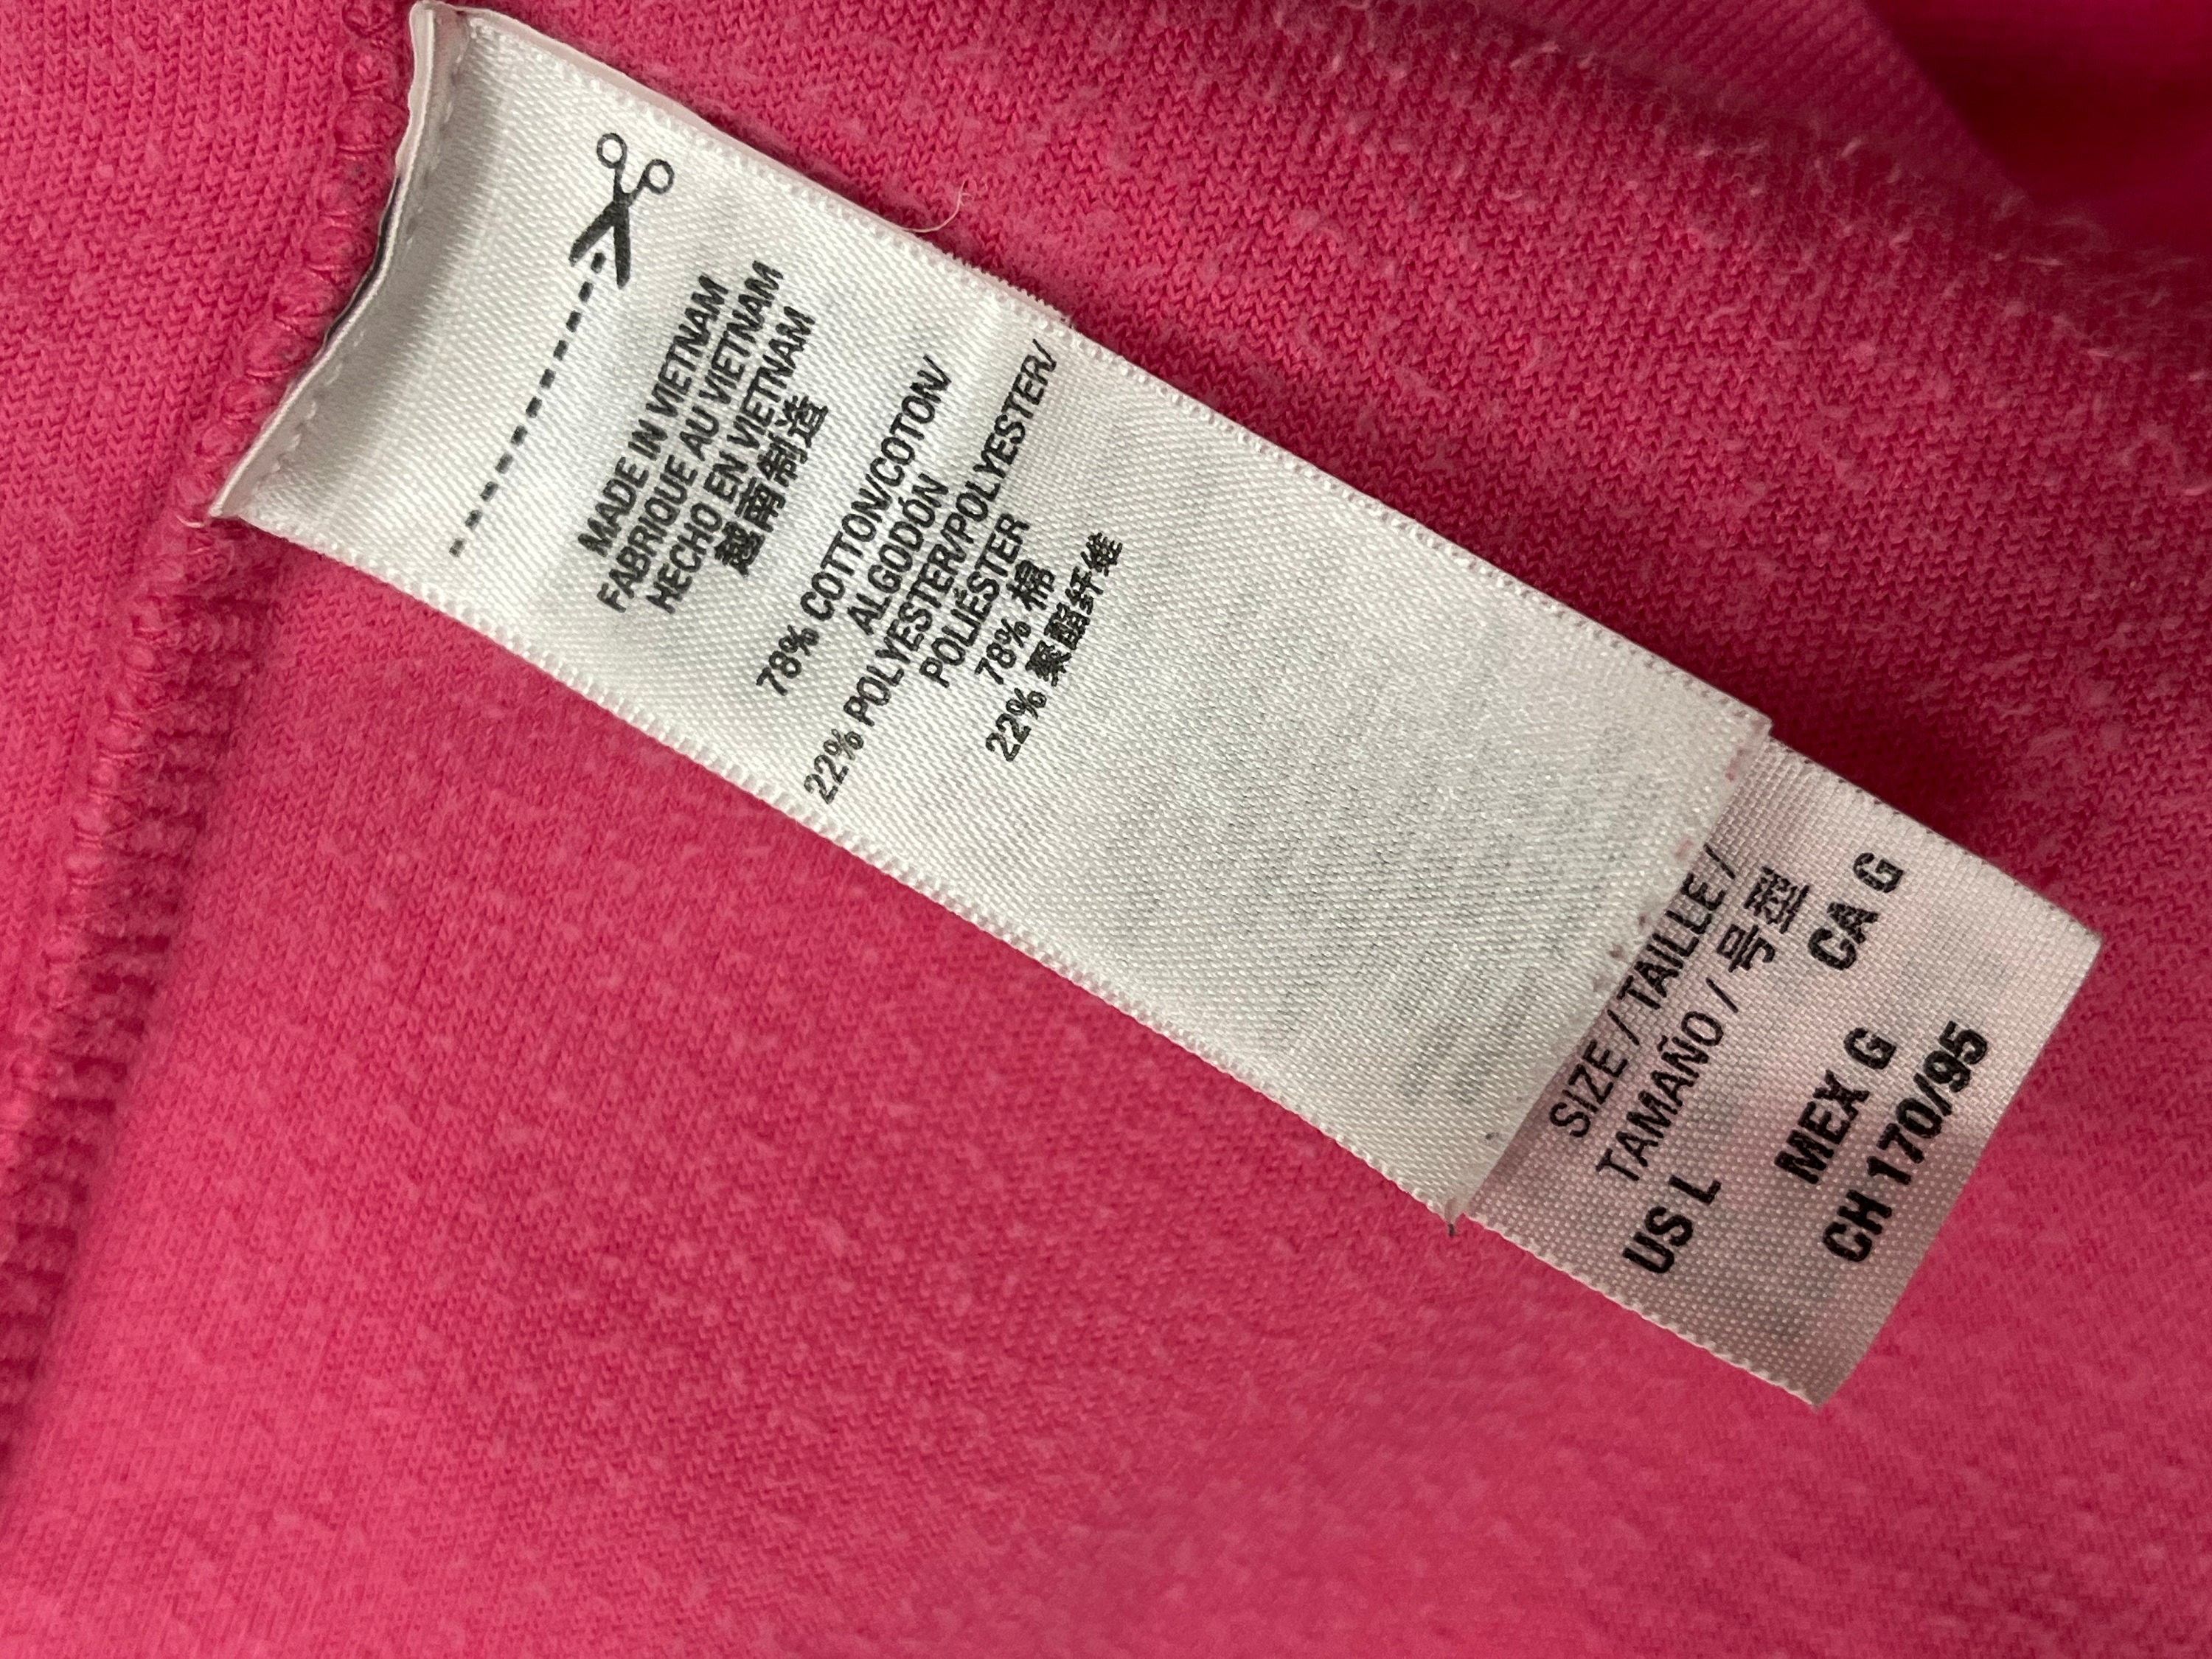 MADE IN VIETNAM
FABRIQUE AU VIETNAM
HECHO EN VIETNAM
越南制造
78% COTTON/COTON/
ALGODÓN
22% POLYESTER/POLYESTER/
POLIÉSTER
78% 棉
22% 聚酯纤维
SIZE / TAILLE /
TAMAÑO / 号型
US L CA G
MEX G
CH 170/95